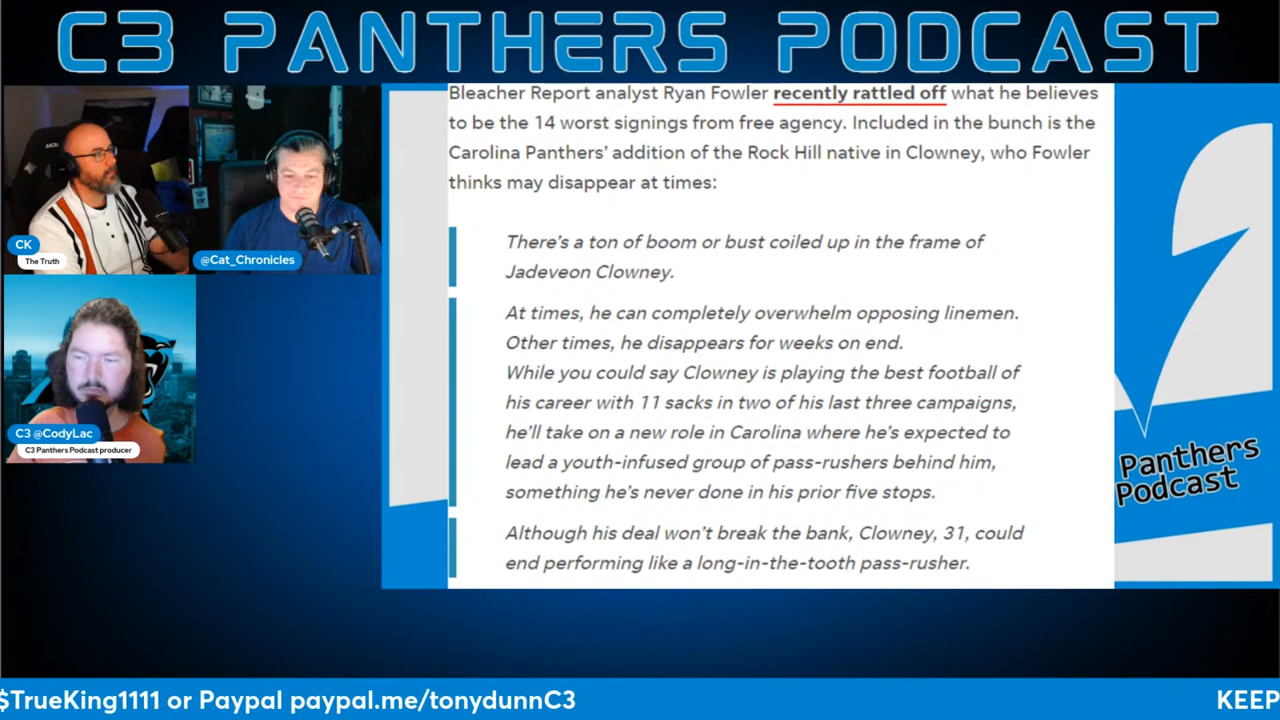 C3 PANTHERS PODCAST
Bleacher Report analyst Ryan Fowler recently rattled off what he believes
to be the 14 worst signings from free agency. Included in the bunch is the
Carolina Panthers’ addition of the Rock Hill native in Clowney, who Fowler
thinks may disappear at times:
There’s a ton of boom or bust coiled up in the frame of
Jadeveon Clowney.
At times, he can completely overwhelm opposing linemen.
Other times, he disappears for weeks on end.
While you could say Clowney is playing the best football of
his career with 11 sacks in two of his last three campaigns,
he’ll take on a new role in Carolina where he’s expected to
lead a youth-infused group of pass-rushers behind him,
something he’s never done in his prior five stops.
Although his deal won’t break the bank, Clowney, 31, could
end performing like a long-in-the-tooth pass-rusher.
CK
The Truth
@Cat_Chronicles
C3 @CodyLac
C3 Panthers Podcast producer
Panthers
Podcast
$TrueKing1111 or Paypal paypal.me/tonydunnC3
KEEP